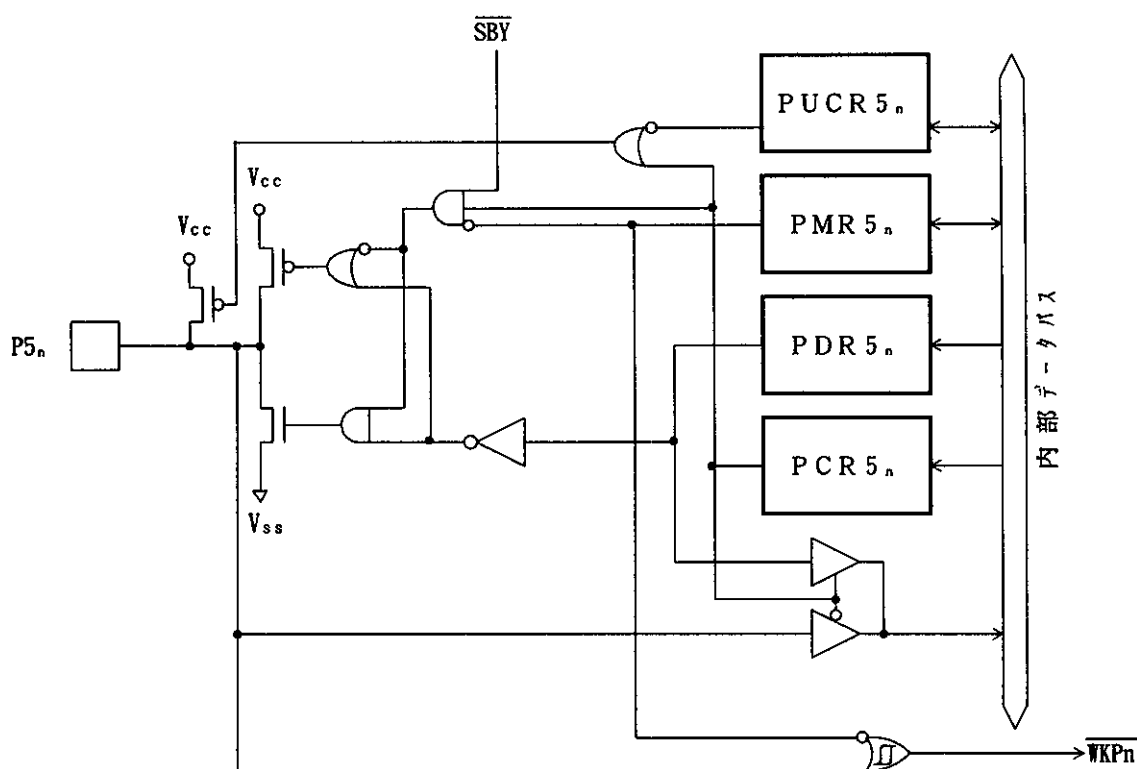 SBY
PUCR5n
Vcc
Vcc
PMR5n
PDR5n
P5n
内部データバス
PCR5n
Vss
WKPn